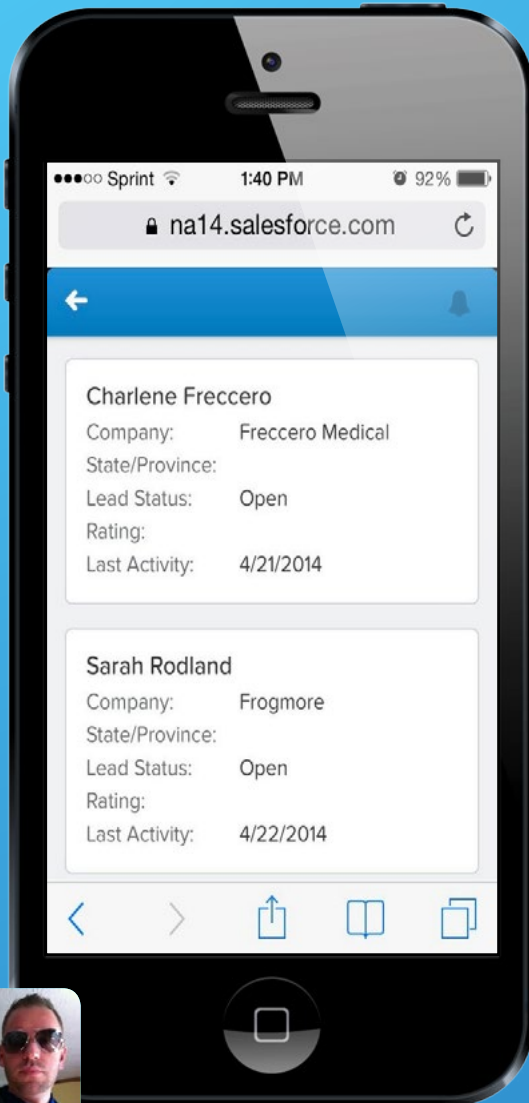 Sprint 1:40 PM 92%
na14.salesforce.com
Charlene Freccero
Company: Freccero Medical
State/Province:
Lead Status: Open
Rating:
Last Activity: 4/21/2014
Sarah Rodland
Company: Frogmore
State/Province:
Lead Status: Open
Rating:
Last Activity: 4/22/2014